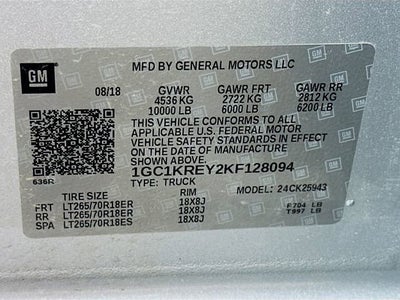 GM
MFD BY GENERAL MOTORS LLC
08/18 GVWR GAWR FRT GAWR RR
4536 KG 2722 KG 2812 KG
10000 LB 6000 LB 6200 LB
THIS VEHICLE CONFORMS TO ALL
APPLICABLE U.S. FEDERAL MOTOR
VEHICLE SAFETY STANDARDS IN EFFECT
ON THE DATE OF MANUFACTURE SHOWN ABOVE.
1GC1KREY2KF128094
636R TYPE: TRUCK MODEL: 24CK25943
TIRE SIZE RIM
FRT LT265/70R18ER 18X8J
RR LT265/70R18ER 18X8J F704 LB
SPA LT265/70R18ES 18X8J T997 LB